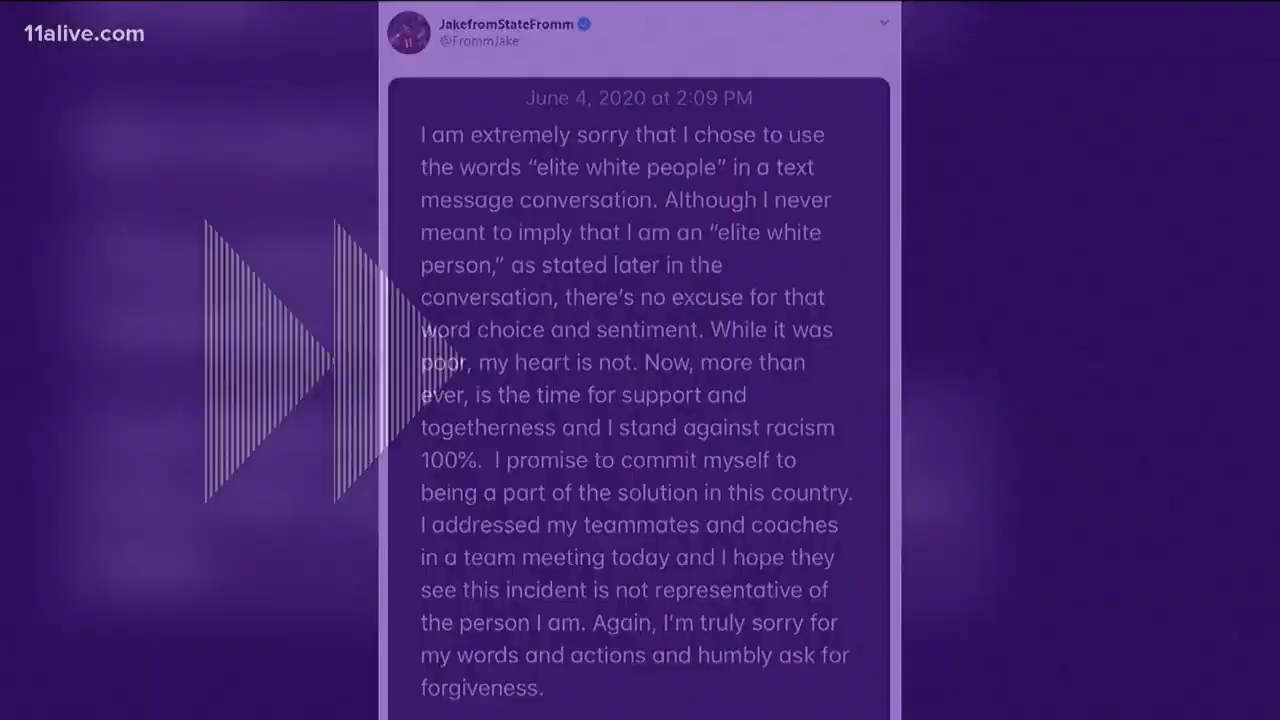 11alive.com
JakefromStateFromm
@FrommJake
June 4, 2020 at 2:09 PM
I am extremely sorry that I chose to use
the words “elite white people” in a text
message conversation. Although I never
meant to imply that I am an “elite white
person,” as stated later in the
conversation, there’s no excuse for that
word choice and sentiment. While it was
poor, my heart is not. Now, more than
ever, is the time for support and
togetherness and I stand against racism
100%.  I promise to commit myself to
being a part of the solution in this country.
I addressed my teammates and coaches
in a team meeting today and I hope they
see this incident is not representative of
the person I am. Again, I’m truly sorry for
my words and actions and humbly ask for
forgiveness.